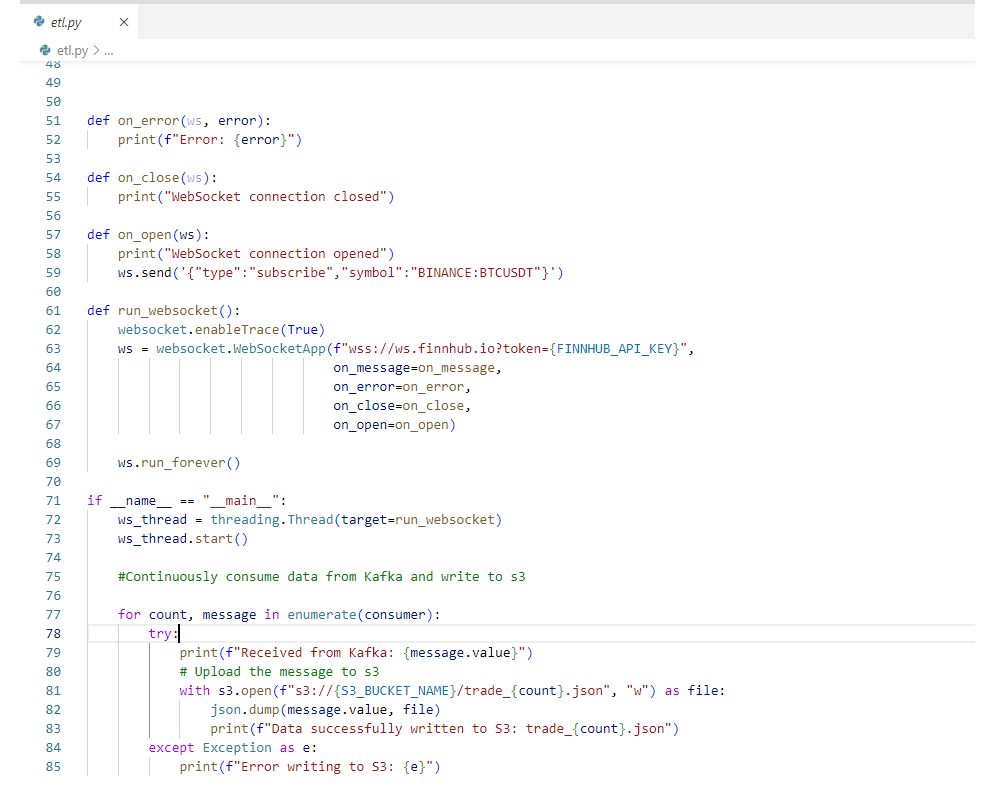 etl.py ×
etl.py > ...
48
49
50
51 def on_error(ws, error):
52     print(f"Error: {error}")
53
54 def on_close(ws):
55     print("WebSocket connection closed")
56
57 def on_open(ws):
58     print("WebSocket connection opened")
59     ws.send('{"type":"subscribe","symbol":"BINANCE:BTCUSDT"}')
60
61 def run_websocket():
62     websocket.enableTrace(True)
63     ws = websocket.WebSocketApp(f"wss://ws.finnhub.io?token={FINNHUB_API_KEY}",
64                                 on_message=on_message,
65                                 on_error=on_error,
66                                 on_close=on_close,
67                                 on_open=on_open)
68
69     ws.run_forever()
70
71 if __name__ == "__main__":
72     ws_thread = threading.Thread(target=run_websocket)
73     ws_thread.start()
74
75     #Continuously consume data from Kafka and write to s3
76
77     for count, message in enumerate(consumer):
78         try:
79             print(f"Received from Kafka: {message.value}")
80             # Upload the message to s3
81             with s3.open(f"s3://{S3_BUCKET_NAME}/trade_{count}.json", "w") as file:
82                 json.dump(message.value, file)
83                 print(f"Data successfully written to S3: trade_{count}.json")
84         except Exception as e:
85             print(f"Error writing to S3: {e}")